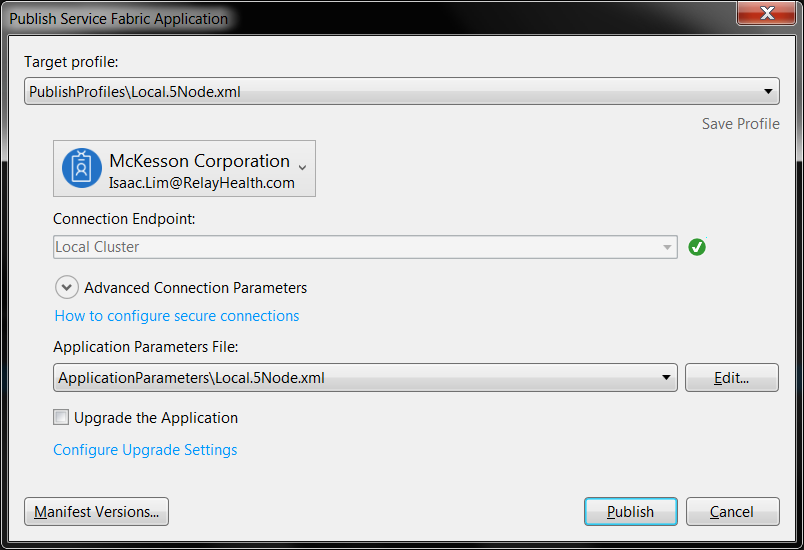 Publish Service Fabric Application
Target profile:
PublishProfiles\Local.5Node.xml
Save Profile
McKesson Corporation
Isaac.Lim@RelayHealth.com
Connection Endpoint:
Local Cluster
Advanced Connection Parameters
How to configure secure connections
Application Parameters File:
ApplicationParameters\Local.5Node.xml
Edit...
Upgrade the Application
Configure Upgrade Settings
Manifest Versions...
Publish
Cancel